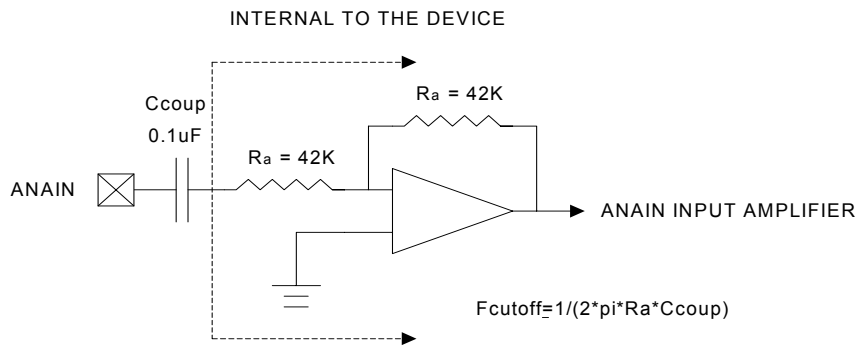 INTERNAL TO THE DEVICE
Ccoup
0.1uF
Ra = 42K
Ra = 42K
ANAIN
ANAIN INPUT AMPLIFIER
Fcutoff=1/(2*pi*Ra*Ccoup)